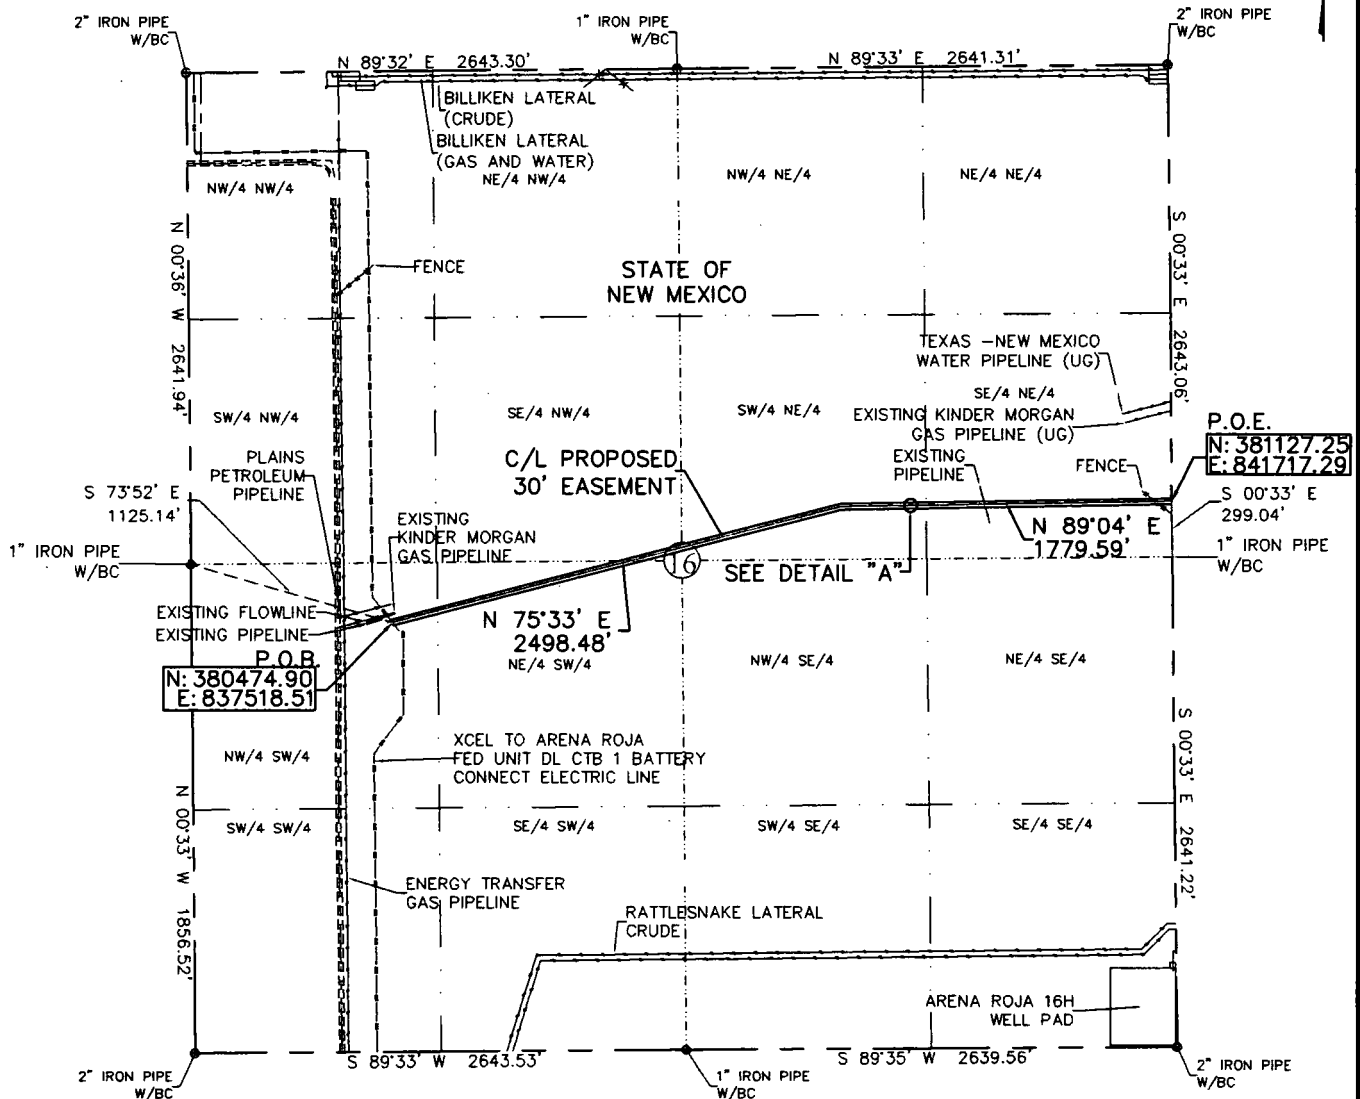 2" IRON PIPE
W/BC
1" IRON PIPE
W/BC
2" IRON PIPE
W/BC
N 89°32' E 2643.30'
N 89°33' E 2641.31'
BILLIKEN LATERAL
(CRUDE)
BILLIKEN LATERAL
(GAS AND WATER)
NW/4 NW/4
NE/4 NW/4
NW/4 NE/4
NE/4 NE/4
N 00°36' W 2641.94'
S 00°33' E 2643.06'
FENCE
STATE OF
NEW MEXICO
TEXAS -NEW MEXICO
WATER PIPELINE (UG)
SW/4 NW/4
SE/4 NW/4
SW/4 NE/4
SE/4 NE/4
EXISTING KINDER MORGAN
GAS PIPELINE (UG)
P.O.E.
N: 381127.25
E: 841717.29
PLAINS
PETROLEUM
PIPELINE
C/L PROPOSED
30' EASEMENT
EXISTING
PIPELINE
FENCE
S 73°52' E
1125.14'
S 00°33' E
299.04'
EXISTING
KINDER MORGAN
GAS PIPELINE
N 89°04' E
1779.59'
1" IRON PIPE
W/BC
1" IRON PIPE
W/BC
16
SEE DETAIL "A"
EXISTING FLOWLINE
EXISTING PIPELINE
N 75°33' E
2498.48'
P.O.B.
N: 380474.90
E: 837518.51
NE/4 SW/4
NW/4 SE/4
NE/4 SE/4
NW/4 SW/4
XCEL TO ARENA ROJA
FED UNIT DL CTB 1 BATTERY
CONNECT ELECTRIC LINE
N 00°33' W 1856.52'
S 00°33' E 2641.22'
SW/4 SW/4
SE/4 SW/4
SW/4 SE/4
SE/4 SE/4
ENERGY TRANSFER
GAS PIPELINE
RATTLESNAKE LATERAL
CRUDE
ARENA ROJA 16H
WELL PAD
S 89°33' W 2643.53'
S 89°35' W 2639.56'
2" IRON PIPE
W/BC
1" IRON PIPE
W/BC
2" IRON PIPE
W/BC